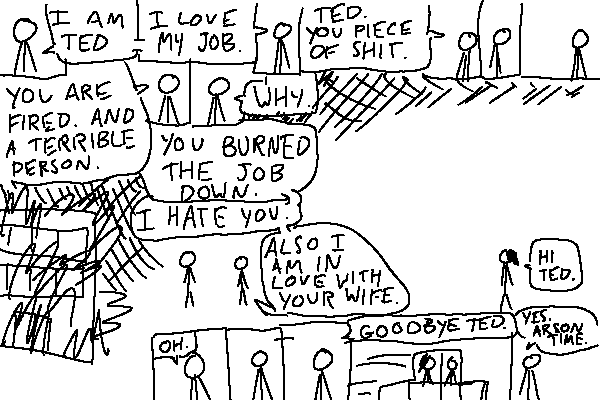 I AM
TED
I LOVE
MY JOB.
TED.
YOU PIECE
OF SHIT.
YOU ARE
FIRED. AND
A TERRIBLE
PERSON.
WHY.
YOU BURNED
THE JOB
DOWN.
I HATE YOU.
ALSO I
AM IN
LOVE WITH
YOUR WIFE.
HI
TED.
OH.
GOODBYE TED.
YES.
ARSON
TIME.